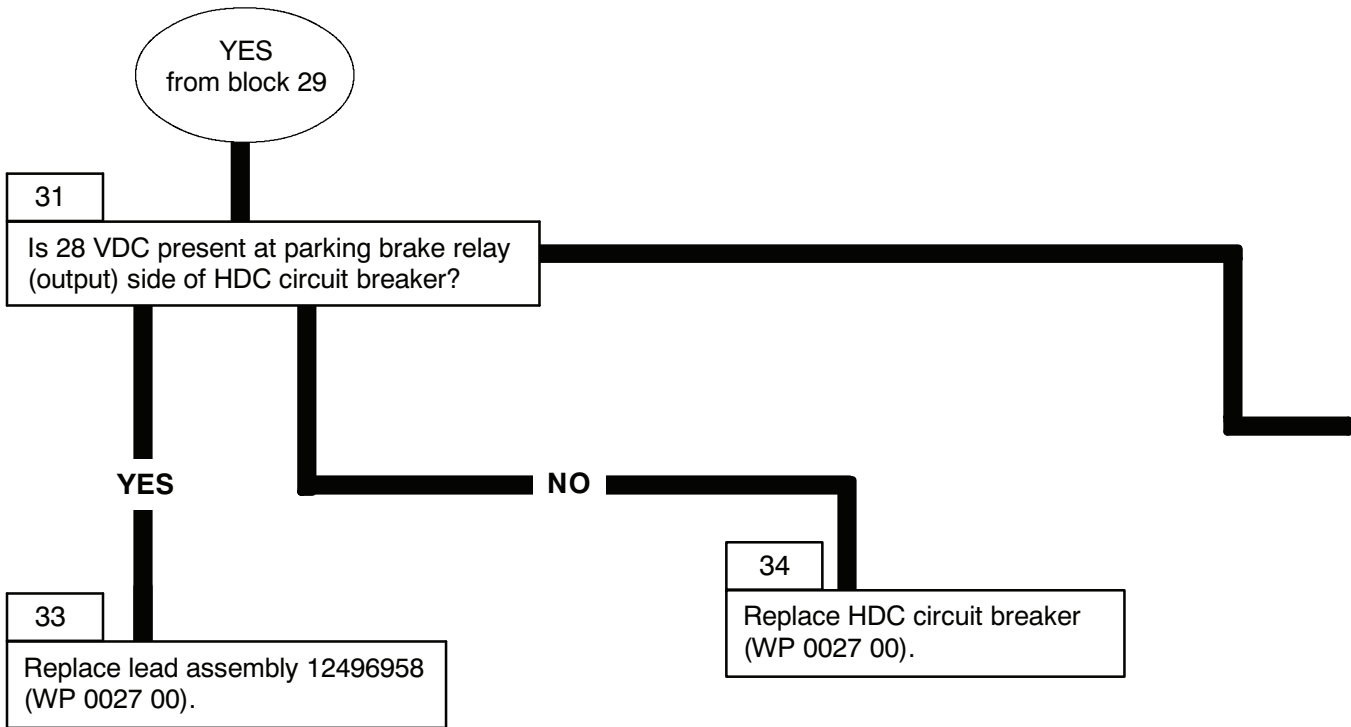 YES
from block 29
31
Is 28 VDC present at parking brake relay
(output) side of HDC circuit breaker?
YES
NO
33
Replace lead assembly 12496958
(WP 0027 00).
34
Replace HDC circuit breaker
(WP 0027 00).